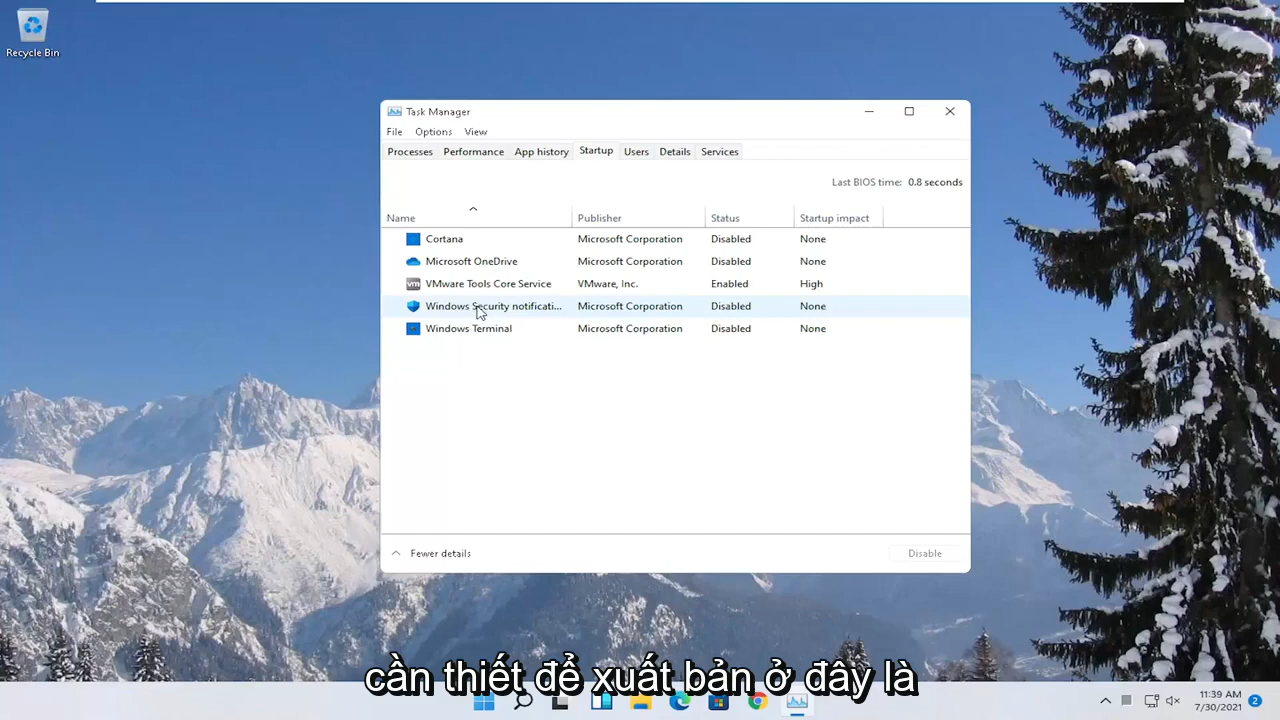 Recycle Bin
Task Manager
File Options View
Processes Performance App history Startup Users Details Services
Last BIOS time: 0.8 seconds
Name Publisher Status Startup impact
Cortana Microsoft Corporation Disabled None
Microsoft OneDrive Microsoft Corporation Disabled None
vm VMware Tools Core Service VMware, Inc. Enabled High
Windows Security notificati... Microsoft Corporation Disabled None
Windows Terminal Microsoft Corporation Disabled None
Fewer details Disable
cần thiết để xuất bản ở đây là
11:39 AM
7/30/2021 2